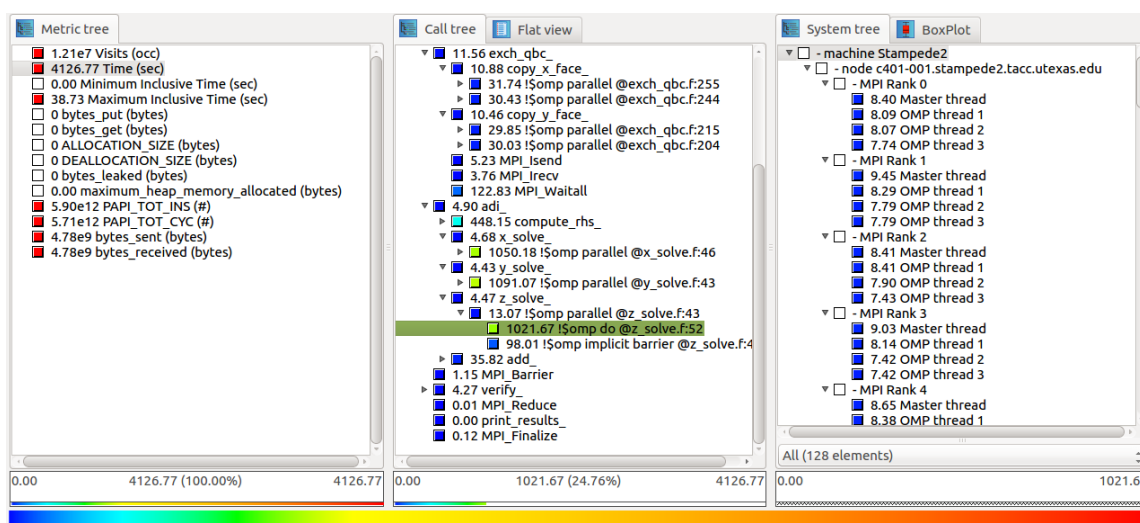 Metric tree
1.21e7 Visits (occ)
4126.77 Time (sec)
0.00 Minimum Inclusive Time (sec)
38.73 Maximum Inclusive Time (sec)
0 bytes_put (bytes)
0 bytes_get (bytes)
0 ALLOCATION_SIZE (bytes)
0 DEALLOCATION_SIZE (bytes)
0 bytes_leaked (bytes)
0.00 maximum_heap_memory_allocated (bytes)
5.90e12 PAPI_TOT_INS (#)
5.71e12 PAPI_TOT_CYC (#)
4.78e9 bytes_sent (bytes)
4.78e9 bytes_received (bytes)
0.00 4126.77 (100.00%) 4126.77
Call tree Flat view
11.56 exch_qbc_
10.88 copy_x_face_
31.74 !$omp parallel @exch_qbc.f:255
30.43 !$omp parallel @exch_qbc.f:244
10.46 copy_y_face_
29.85 !$omp parallel @exch_qbc.f:215
30.03 !$omp parallel @exch_qbc.f:204
5.23 MPI_Isend
3.76 MPI_Irecv
122.83 MPI_Waitall
4.90 adi_
448.15 compute_rhs_
4.68 x_solve_
1050.18 !$omp parallel @x_solve.f:46
4.43 y_solve_
1091.07 !$omp parallel @y_solve.f:43
4.47 z_solve_
13.07 !$omp parallel @z_solve.f:43
1021.67 !$omp do @z_solve.f:52
98.01 !$omp implicit barrier @z_solve.f:4
35.82 add_
1.15 MPI_Barrier
4.27 verify_
0.01 MPI_Reduce
0.00 print_results_
0.12 MPI_Finalize
0.00 1021.67 (24.76%) 4126.77
System tree BoxPlot
- machine Stampede2
- node c401-001.stampede2.tacc.utexas.edu
- MPI Rank 0
8.40 Master thread
8.09 OMP thread 1
8.07 OMP thread 2
7.74 OMP thread 3
- MPI Rank 1
9.45 Master thread
8.29 OMP thread 1
7.79 OMP thread 2
7.79 OMP thread 3
- MPI Rank 2
8.41 Master thread
8.41 OMP thread 1
7.90 OMP thread 2
7.43 OMP thread 3
- MPI Rank 3
9.03 Master thread
8.14 OMP thread 1
7.42 OMP thread 2
7.42 OMP thread 3
- MPI Rank 4
8.65 Master thread
8.38 OMP thread 1
All (128 elements)
0.00 1021.6